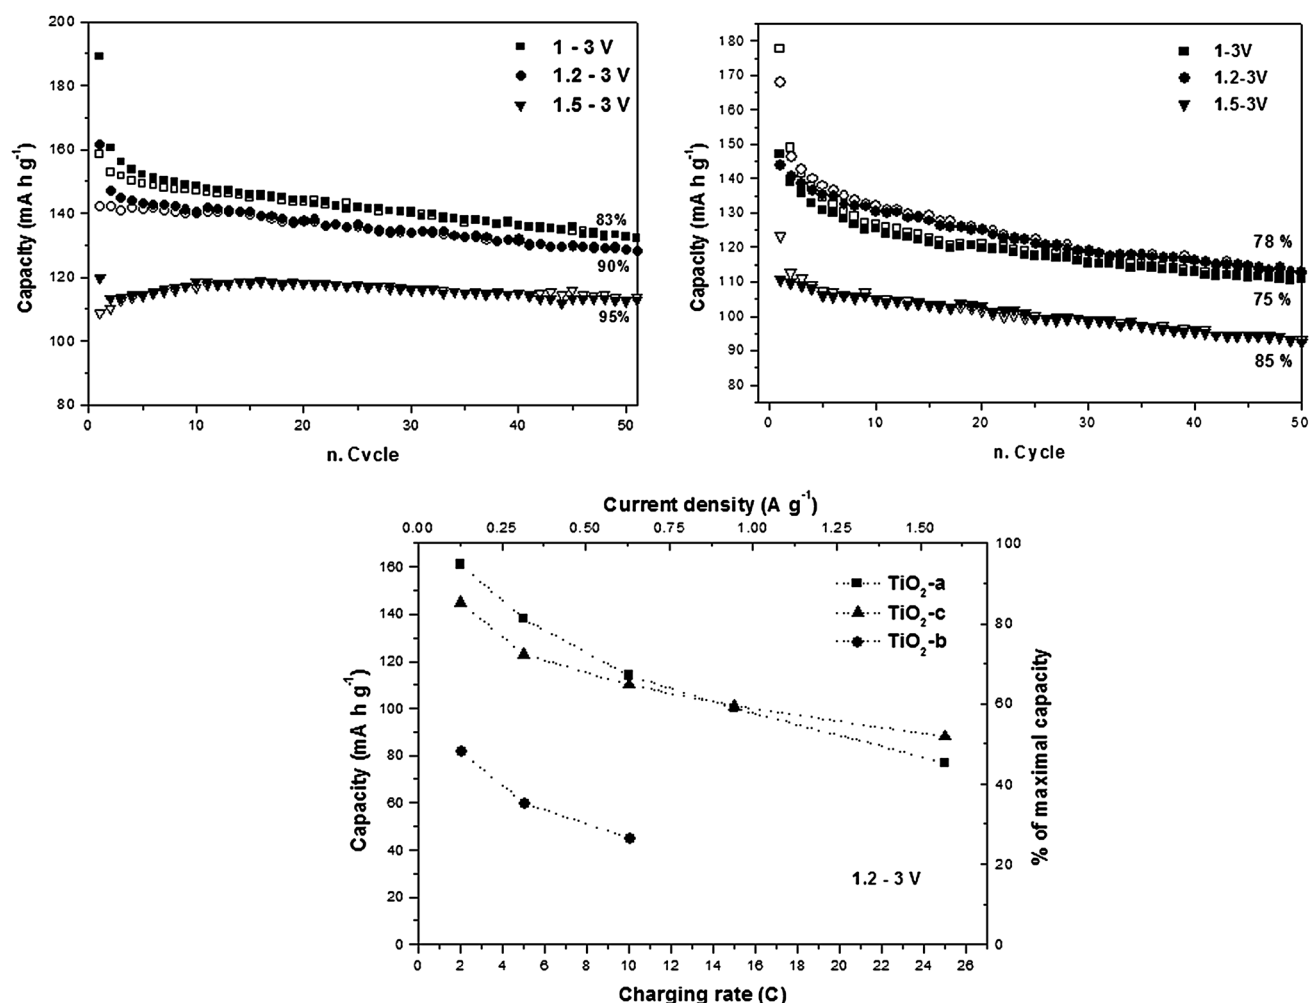 200
180
160
140
120
100
80
Capacity (mA h g⁻¹)
0 10 20 30 40 50
n. Cvcle
1 - 3 V
1.2 - 3 V
1.5 - 3 V
83%
90%
95%
180
170
160
150
140
130
120
110
100
90
80
Capacity (mA h g⁻¹)
0 10 20 30 40 50
n. Cycle
1-3V
1.2-3V
1.5-3V
78 %
75 %
85 %
Current density (A g⁻¹)
0.00 0.25 0.50 0.75 1.00 1.25 1.50
160
140
120
100
80
60
40
20
0
Capacity (mA h g⁻¹)
TiO₂-a
TiO₂-c
TiO₂-b
1.2 - 3 V
100
80
60
40
20
0
% of maximal capacity
0 2 4 6 8 10 12 14 16 18 20 22 24 26
Charging rate (C)